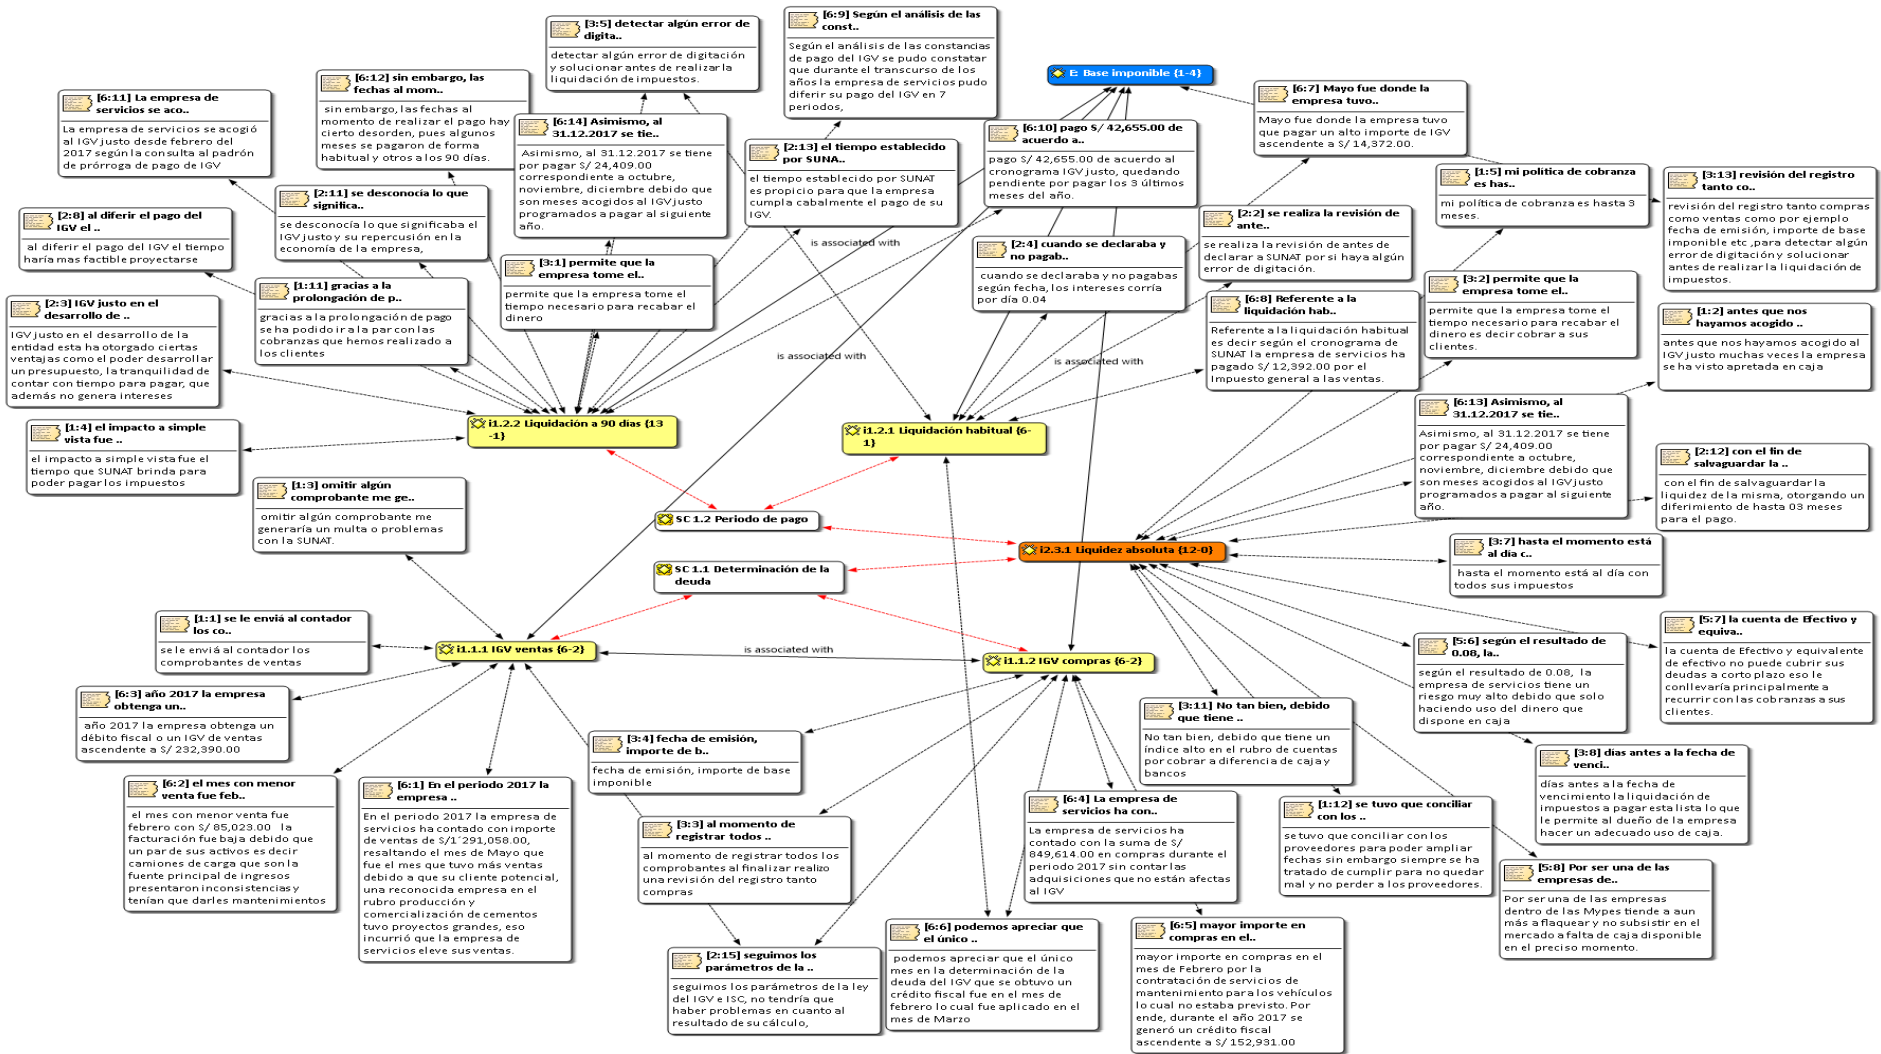 [3:5] detectar algún error de
digita..
detectar algún error de digitación
y solucionar antes de realizar la
liquidación de impuestos.
[6:9] Según el análisis de las
const..
Según el análisis de las constancias
de pago del IGV se pudo constatar
que durante el transcurso de los
años la empresa de servicios pudo
diferir su pago del IGV en 7
periodos,
E: Base imponible {1-4}
[6:12] sin embargo, las
fechas al mom..
sin embargo, las fechas al
momento de realizar el pago hay
cierto desorden, pues algunos
meses se pagaron de forma
habitual y otros a los 90 días.
[6:11] La empresa de
servicios se aco..
La empresa de servicios se acogió
al IGV justo desde febrero del
2017 según la consulta al padrón
de prórroga de pago de IGV
[6:14] Asimismo, al
31.12.2017 se tie..
Asimismo, al 31.12.2017 se tiene
por pagar S/ 24,409.00
correspondiente a octubre,
noviembre, diciembre debido que
son meses acogidos al IGV justo
programados a pagar al siguiente
año.
[2:13] el tiempo establecido
por SUNA..
el tiempo establecido por SUNAT
es propicio para que la empresa
cumpla cabalmente el pago de su
IGV.
[6:10] pago S/ 42,655.00 de
acuerdo a..
pago S/ 42,655.00 de acuerdo al
cronograma IGV justo, quedando
pendiente por pagar los 3 últimos
meses del año.
[6:7] Mayo fue donde la
empresa tuvo..
Mayo fue donde la empresa tuvo
que pagar un alto importe de IGV
ascendente a S/ 14,372.00.
[1:5] mi política de cobranza
es has..
mi política de cobranza es hasta 3
meses.
[3:13] revisión del registro
tanto co..
revisión del registro tanto compras
como ventas como por ejemplo
fecha de emisión, importe de base
imponible etc ,para detectar algún
error de digitación y solucionar
antes de realizar la liquidación de
impuestos.
[2:11] se desconocía lo que
significa..
se desconocía lo que significaba el
IGV justo y su repercusión en la
economía de la empresa,
[2:8] al diferir el pago del
IGV el ..
al diferir el pago del IGV el tiempo
haría mas factible proyectarse
[2:2] se realiza la revisión de
ante..
se realiza la revisión de antes de
declarar a SUNAT por si haya algún
error de digitación.
is associated with
[2:4] cuando se declaraba y
no pagab..
cuando se declaraba y no pagabas
según fecha, los intereses corría
por día 0.04
[3:1] permite que la
empresa tome el..
permite que la empresa tome el
tiempo necesario para recabar el
dinero
[1:11] gracias a la
prolongación de p..
gracias a la prolongación de pago
se ha podido ir a la par con las
cobranzas que hemos realizado a
los clientes
[3:2] permite que la
empresa tome el..
permite que la empresa tome el
tiempo necesario para recabar el
dinero es decir cobrar a sus
clientes.
[2:3] IGV justo en el
desarrollo de ..
IGV justo en el desarrollo de la
entidad esta ha otorgado ciertas
ventajas como el poder desarrollar
un presupuesto, la tranquilidad de
contar con tiempo para pagar, que
además no genera intereses
[6:8] Referente a la
liquidación hab..
Referente a la liquidación habitual
es decir según el cronograma de
SUNAT la empresa de servicios ha
pagado S/ 12,392.00 por el
Impuesto general a las ventas.
[1:2] antes que nos
hayamos acogido ..
antes que nos hayamos acogido al
IGV justo muchas veces la empresa
se ha visto apretada en caja
is associated with
is associated with
[6:13] Asimismo, al
31.12.2017 se tie..
Asimismo, al 31.12.2017 se tiene
por pagar S/ 24,409.00
correspondiente a octubre,
noviembre, diciembre debido que
son meses acogidos al IGV justo
programados a pagar al siguiente
año.
i1.2.2 Liquidación a 90 días {13
-1}
i1.2.1 Liquidación habitual {6-
1}
[1:4] el impacto a simple
vista fue ..
el impacto a simple vista fue el
tiempo que SUNAT brinda para
poder pagar los impuestos
[2:12] con el fin de
salvaguardar la ..
con el fin de salvaguardar la
liquidez de la misma, otorgando un
diferimiento de hasta 03 meses
para el pago.
[1:3] omitir algún
comprobante me ge..
omitir algún comprobante me
generaría un multa o problemas
con la SUNAT.
SC 1.2 Periodo de pago
i2.3.1 Liquidez absoluta {12-0}
[3:7] hasta el momento está
al día c..
hasta el momento está al día con
todos sus impuestos
SC 1.1 Determinación de la
deuda
[1:1] se le enviá al contador
los co..
se le enviá al contador los
comprobantes de ventas
i1.1.1 IGV ventas {6-2}
is associated with
i1.1.2 IGV compras {6-2}
[5:6] según el resultado de
0.08, la..
según el resultado de 0.08, la
empresa de servicios tiene un
riesgo muy alto debido que solo
haciendo uso del dinero que
dispone en caja
[5:7] la cuenta de Efectivo y
equiva..
la cuenta de Efectivo y equivalente
de efectivo no puede cubrir sus
deudas a corto plazo eso le
conllevaría principalmente a
recurrir con las cobranzas a sus
clientes.
[6:3] año 2017 la empresa
obtenga un..
año 2017 la empresa obtenga un
débito fiscal o un IGV de ventas
ascendente a S/ 232,390.00
[3:11] No tan bien, debido
que tiene ..
No tan bien, debido que tiene un
índice alto en el rubro de cuentas
por cobrar a diferencia de caja y
bancos
[3:4] fecha de emisión,
importe de b..
fecha de emisión, importe de base
imponible
[3:8] días antes a la fecha de
venci..
días antes a la fecha de
vencimiento la liquidación de
impuestos a pagar esta lista lo que
le permite al dueño de la empresa
hacer un adecuado uso de caja.
[6:2] el mes con menor
venta fue feb..
el mes con menor venta fue
febrero con S/ 85,023.00   la
facturación fue baja debido que
un par de sus activos es decir
camiones de carga que son la
fuente principal de ingresos
presentaron inconsistencias y
tenían que darles mantenimientos
[6:1] En el periodo 2017 la
empresa ..
En el periodo 2017 la empresa de
servicios ha contado con importe
de ventas de S/1´291,058.00,
resaltando el mes de Mayo que
fue el mes que tuvo más ventas
debido a que su cliente potencial,
una reconocida empresa en el
rubro producción y
comercialización de cementos
tuvo proyectos grandes, eso
incurrió que la empresa de
servicios eleve sus ventas.
[3:3] al momento de
registrar todos ..
al momento de registrar todos los
comprobantes al finalizar realizo
una revisión del registro tanto
compras
[6:4] La empresa de
servicios ha con..
La empresa de servicios ha
contado con la suma de S/
849,614.00 en compras durante el
periodo 2017 sin contar las
adquisiciones que no están afectas
al IGV
[1:12] se tuvo que conciliar
con los ..
se tuvo que conciliar con los
proveedores para poder ampliar
fechas sin embargo siempre se ha
tratado de cumplir para no quedar
mal y no perder a los proveedores.
[5:8] Por ser una de las
empresas de..
Por ser una de las empresas
dentro de las Mypes tiende a aun
más a flaquear y no subsistir en el
mercado a falta de caja disponible
en el preciso momento.
[2:15] seguimos los
parámetros de la ..
seguimos los parámetros de la ley
del IGV e ISC, no tendría que
haber problemas en cuanto al
resultado de su cálculo,
[6:6] podemos apreciar que
el único ..
podemos apreciar que el único
mes en la determinación de la
deuda del IGV que se obtuvo un
crédito fiscal fue en el mes de
febrero lo cual fue aplicado en el
mes de Marzo
[6:5] mayor importe en
compras en el..
mayor importe en compras en el
mes de Febrero por la
contratación de servicios de
mantenimiento para los vehículos
lo cual no estaba previsto. Por
ende, durante el año 2017 se
generó un crédito fiscal
ascendente a S/ 152,931.00